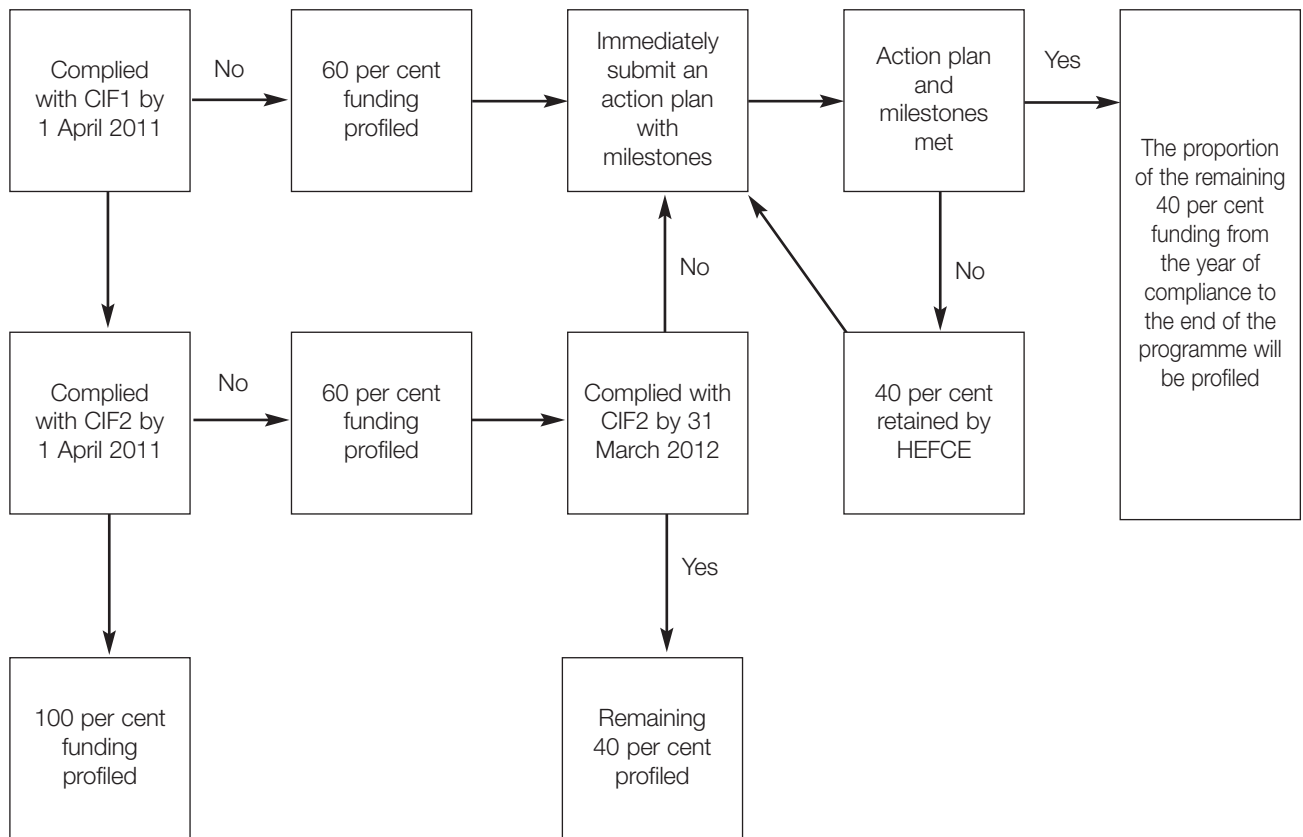 Complied
with CIF1 by
1 April 2011
No
60 per cent
funding
profiled
Immediately
submit an
action plan
with
milestones
Action plan
and
milestones
met
Yes
The proportion
of the remaining
40 per cent
funding from
the year of
compliance to
the end of the
programme will
be profiled
No
No
Complied
with CIF2 by
1 April 2011
No
60 per cent
funding
profiled
Complied with
CIF2 by 31
March 2012
40 per cent
retained by
HEFCE
Yes
100 per cent
funding
profiled
Remaining
40 per cent
profiled